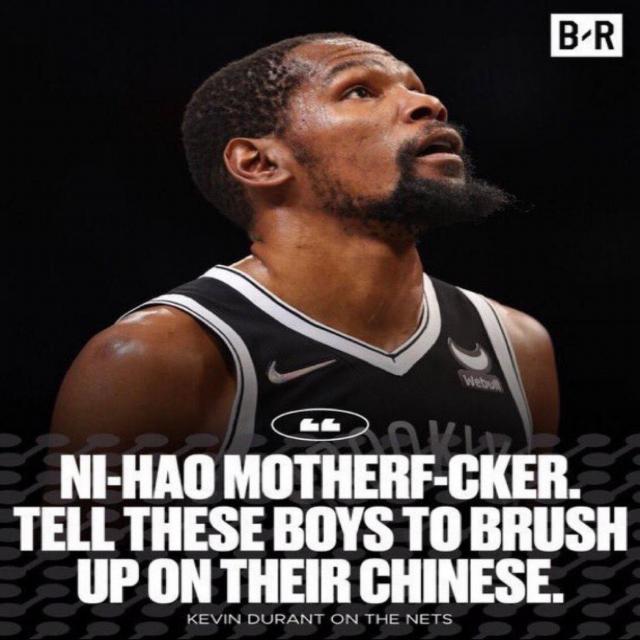 B-R
Webull
BROOKLYN
NI-HAO MOTHERF-CKER.
TELL THESE BOYS TO BRUSH
UP ON THEIR CHINESE.
KEVIN DURANT ON THE NETS